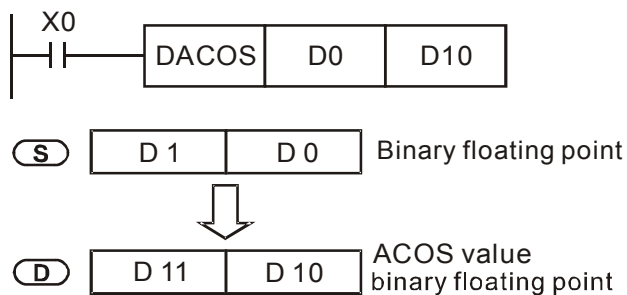 X0
DACOS D0 D10
S D 1 D 0 Binary floating point
D D 11 D 10 ACOS value
binary floating point